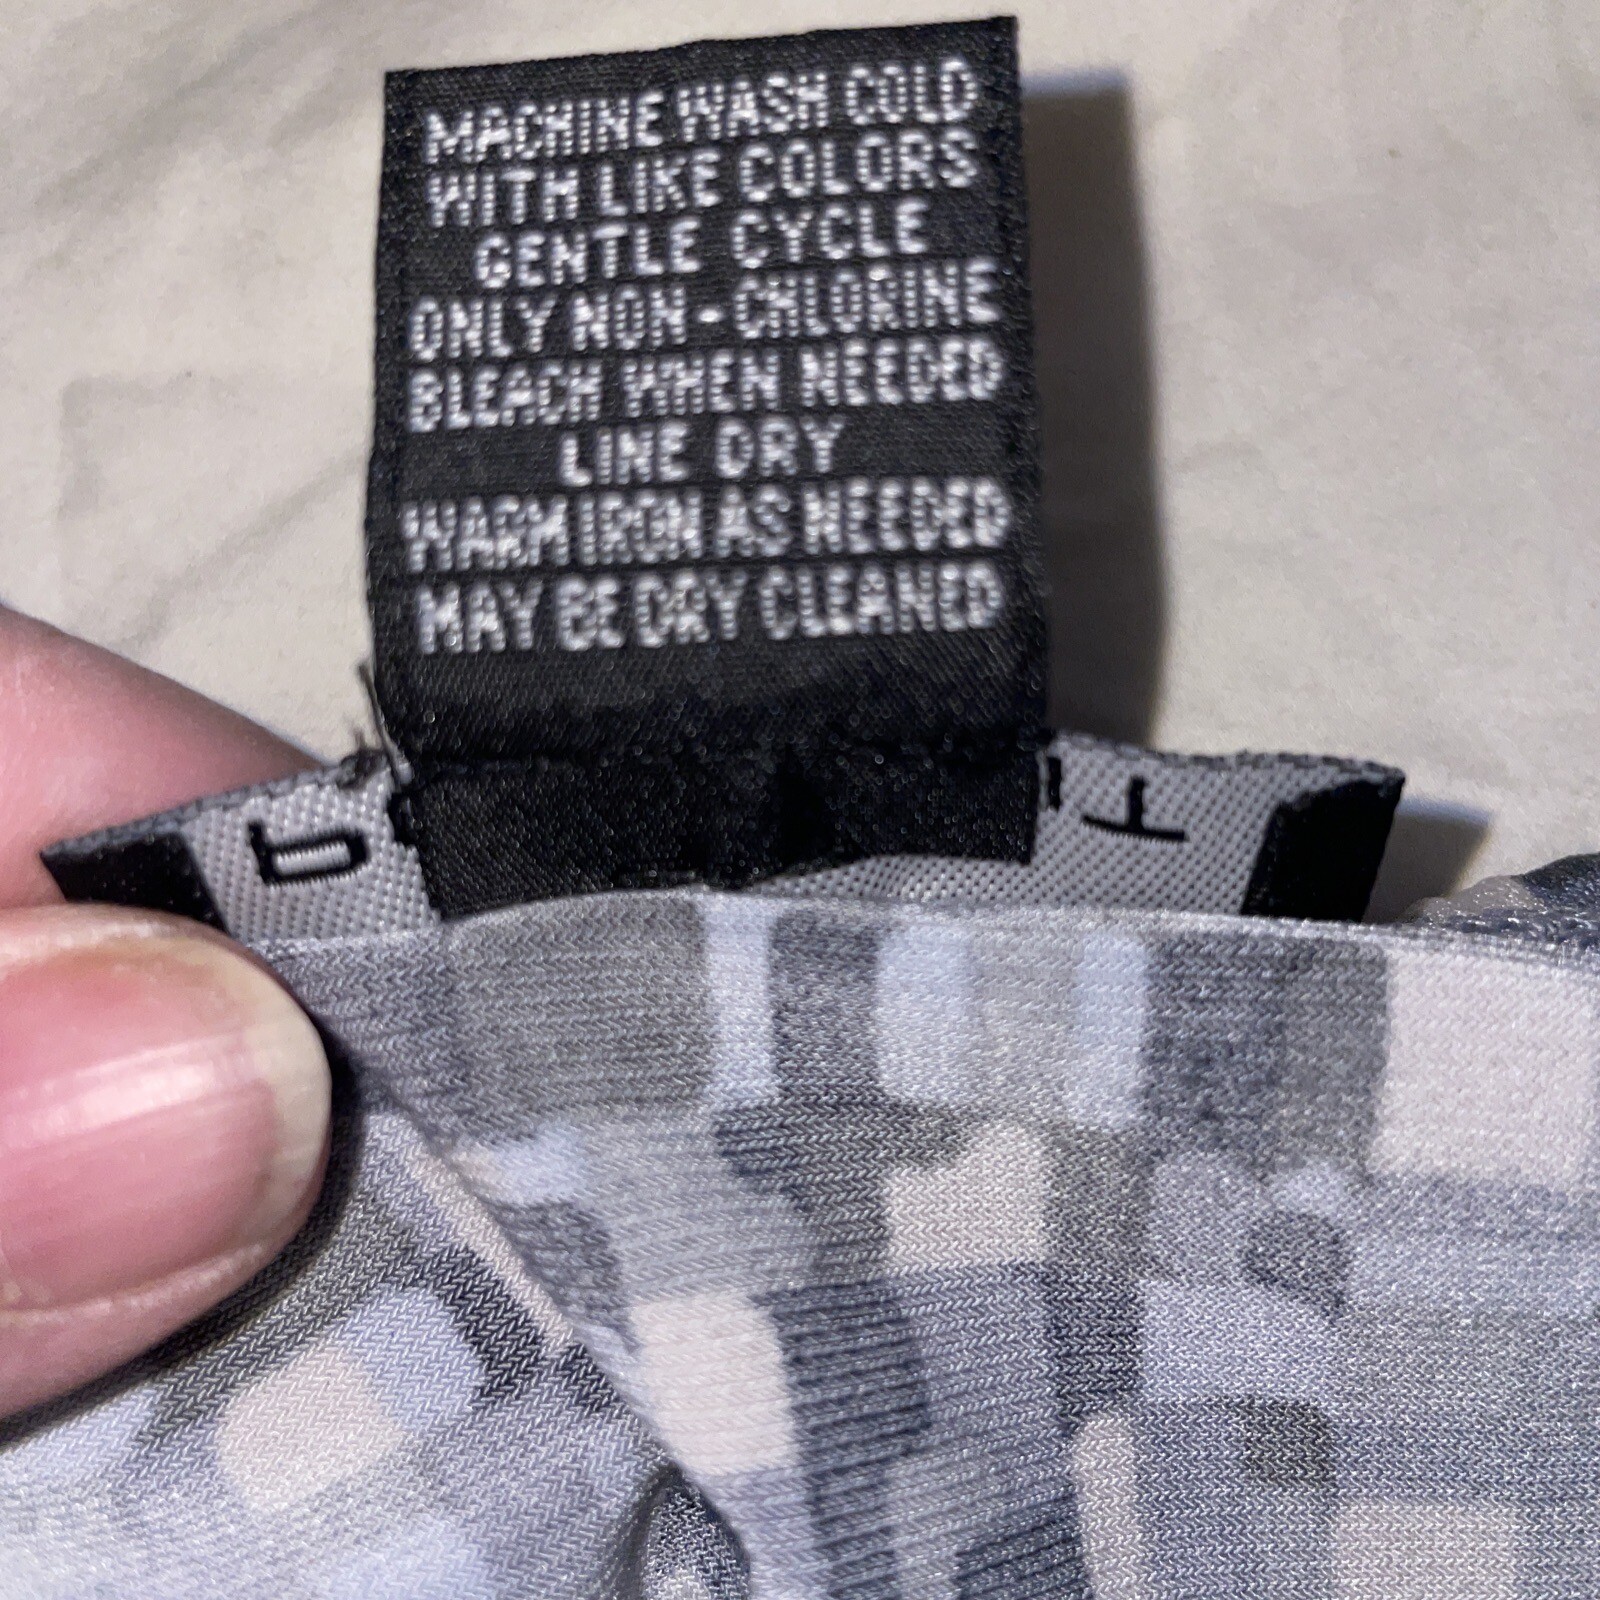 MACHINE WASH COLD
WITH LIKE COLORS
GENTLE CYCLE
ONLY NON-CHLORINE
BLEACH WHEN NEEDED
LINE DRY
WARM IRON AS NEEDED
MAY BE DRY CLEANED